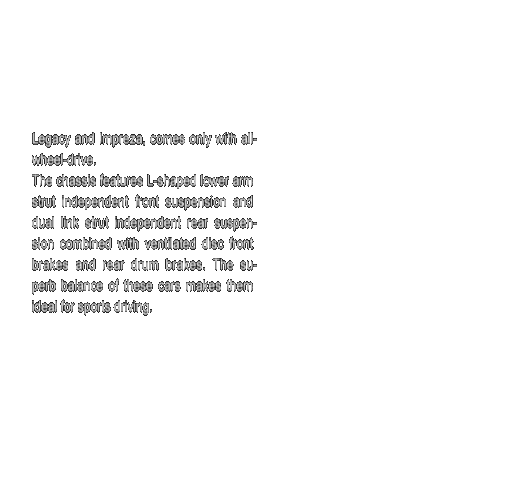 Legacy and Impreza, comes only with all-
wheel-drive.
The chassis features L-shaped lower arm
strut independent front suspension and
dual link strut independent rear suspen-
sion combined with ventilated disc front
brakes and rear drum brakes. The su-
perb balance of these cars makes them
ideal for sports driving.